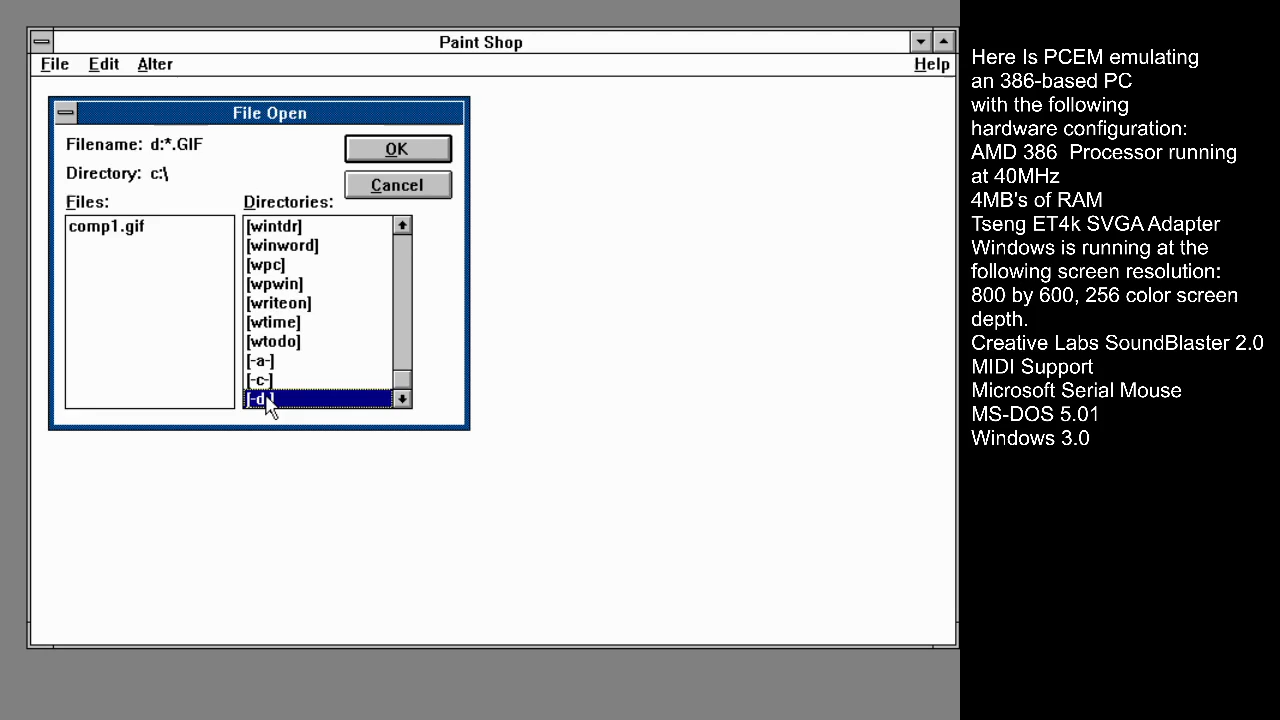 Paint Shop
File Edit Alter Help
File Open
Filename: d:*.GIF
OK
Directory: c:\
Cancel
Files:
Directories:
comp1.gif
[wintdr]
[winword]
[wpc]
[wpwin]
[writeon]
[wtime]
[wtodo]
[-a-]
[-c-]
[-d-]
Here Is PCEM emulating
an 386-based PC
with the following
hardware configuration:
AMD 386 Processor running
at 40MHz
4MB's of RAM
Tseng ET4k SVGA Adapter
Windows is running at the
following screen resolution:
800 by 600, 256 color screen
depth.
Creative Labs SoundBlaster 2.0
MIDI Support
Microsoft Serial Mouse
MS-DOS 5.01
Windows 3.0